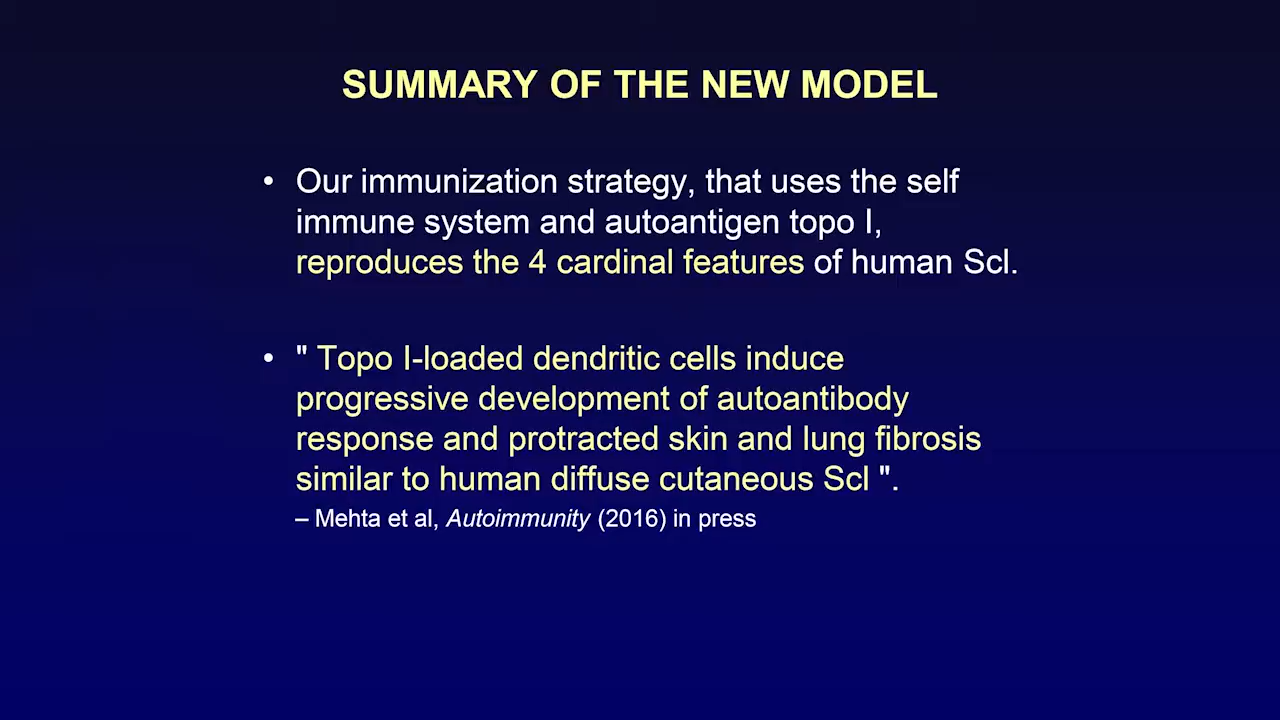 SUMMARY OF THE NEW MODEL
• Our immunization strategy, that uses the self
immune system and autoantigen topo I,
reproduces the 4 cardinal features of human Scl.
• " Topo I-loaded dendritic cells induce
progressive development of autoantibody
response and protracted skin and lung fibrosis
similar to human diffuse cutaneous Scl ".
– Mehta et al, Autoimmunity (2016) in press